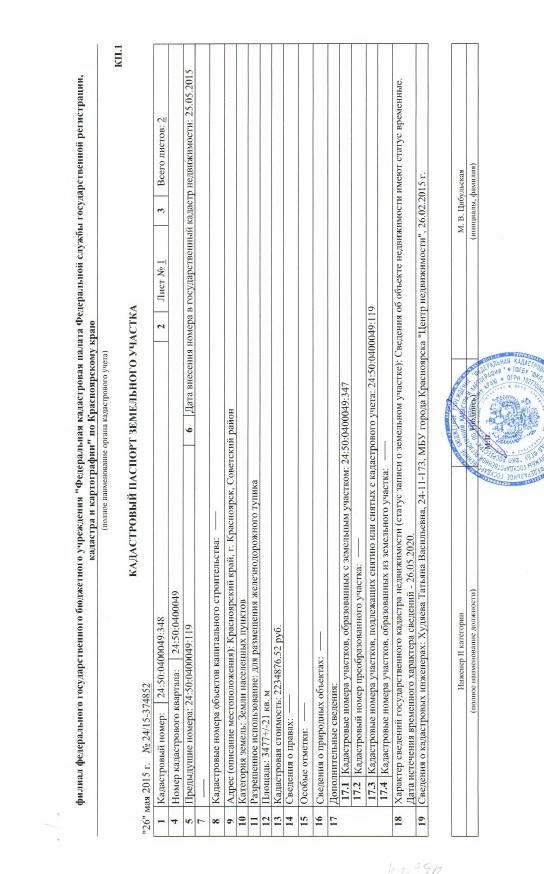 филиал федерального государственного бюджетного учреждения "Федеральная кадастровая палата Федеральной службы государственной регистрации,
кадастра и картографии" по Красноярскому краю
(полное наименование органа кадастрового учета)
КП.1
КАДАСТРОВЫЙ ПАСПОРТ ЗЕМЕЛЬНОГО УЧАСТКА
"26" мая 2015 г. № 24/15-374852
1 Кадастровый номер: 24:50:0400049:348 2 Лист № 1 3 Всего листов: 2
4 Номер кадастрового квартала: 24:50:0400049
5 Предыдущие номера: 24:50:0400049:119 6 Дата внесения номера в государственный кадастр недвижимости: 25.05.2015
7 ——
8 Кадастровые номера объектов капитального строительства: ——
9 Адрес (описание местоположения): Красноярский край, г. Красноярск, Советский район
10 Категория земель: Земли населенных пунктов
11 Разрешенное использование: для размещения железнодорожного тупика
12 Площадь: 3477+/-21 кв. м
13 Кадастровая стоимость: 2234876.52 руб.
14 Сведения о правах: ——
15 Особые отметки: ——
16 Сведения о природных объектах: ——
17 Дополнительные сведения:
17.1 Кадастровые номера участков, образованных с земельным участком: 24:50:0400049:347
17.2 Кадастровый номер преобразованного участка: ——
17.3 Кадастровые номера участков, подлежащих снятию или снятых с кадастрового учета: 24:50:0400049:119
17.4 Кадастровые номера участков, образованных из земельного участка: ——
18 Характер сведений государственного кадастра недвижимости (статус записи о земельном участке): Сведения об объекте недвижимости имеют статус временные.
Дата истечения временного характера сведений - 26.05.2020.
19 Сведения о кадастровых инженерах: Худяева Татьяна Васильевна, 24-11-173, МБУ города Красноярска "Центр недвижимости", 26.02.2015 г.
Инженер II категории М. В. Цибульская
(полное наименование должности) (подпись) (инициалы, фамилия)
М.П.